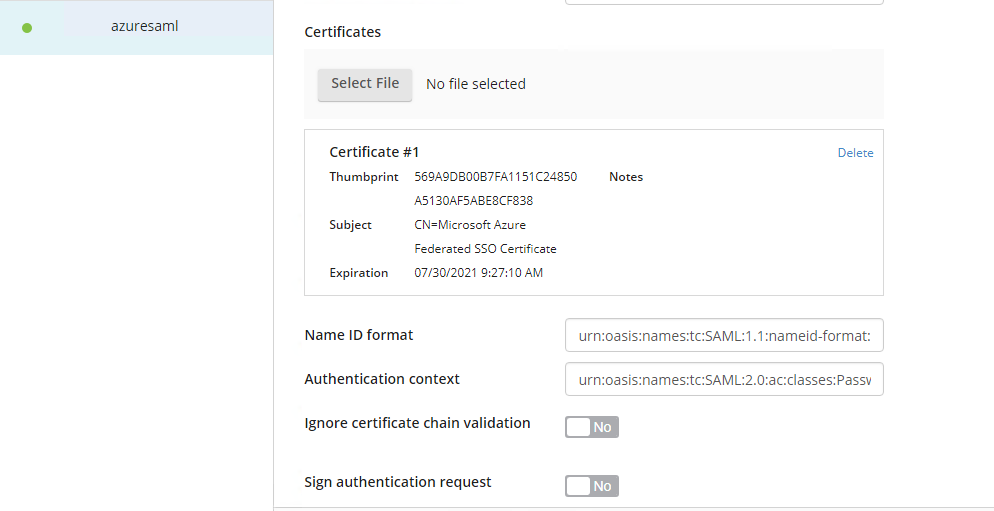 azuresaml
Certificates
Select File No file selected
Certificate #1 Delete
Thumbprint 569A9DB00B7FA1151C24850 Notes
A5130AF5ABE8CF838
Subject CN=Microsoft Azure
Federated SSO Certificate
Expiration 07/30/2021 9:27:10 AM
Name ID format urn:oasis:names:tc:SAML:1.1:nameid-format:
Authentication context urn:oasis:names:tc:SAML:2.0:ac:classes:Passw
Ignore certificate chain validation No
Sign authentication request No